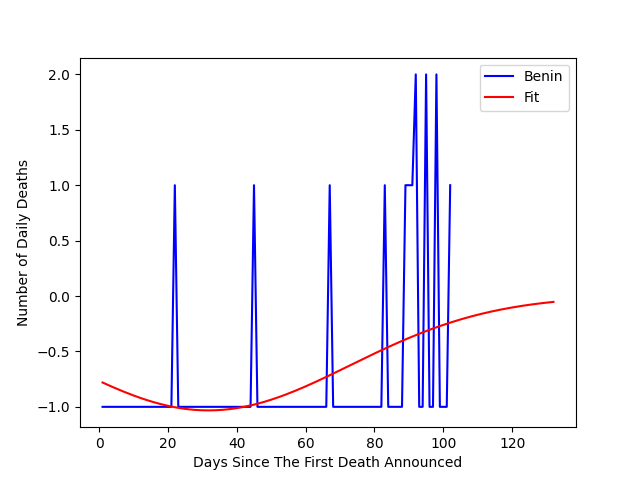 Benin
Fit
2.0
1.5
1.0
0.5
0.0
−0.5
−1.0
Number of Daily Deaths
0 20 40 60 80 100 120
Days Since The First Death Announced